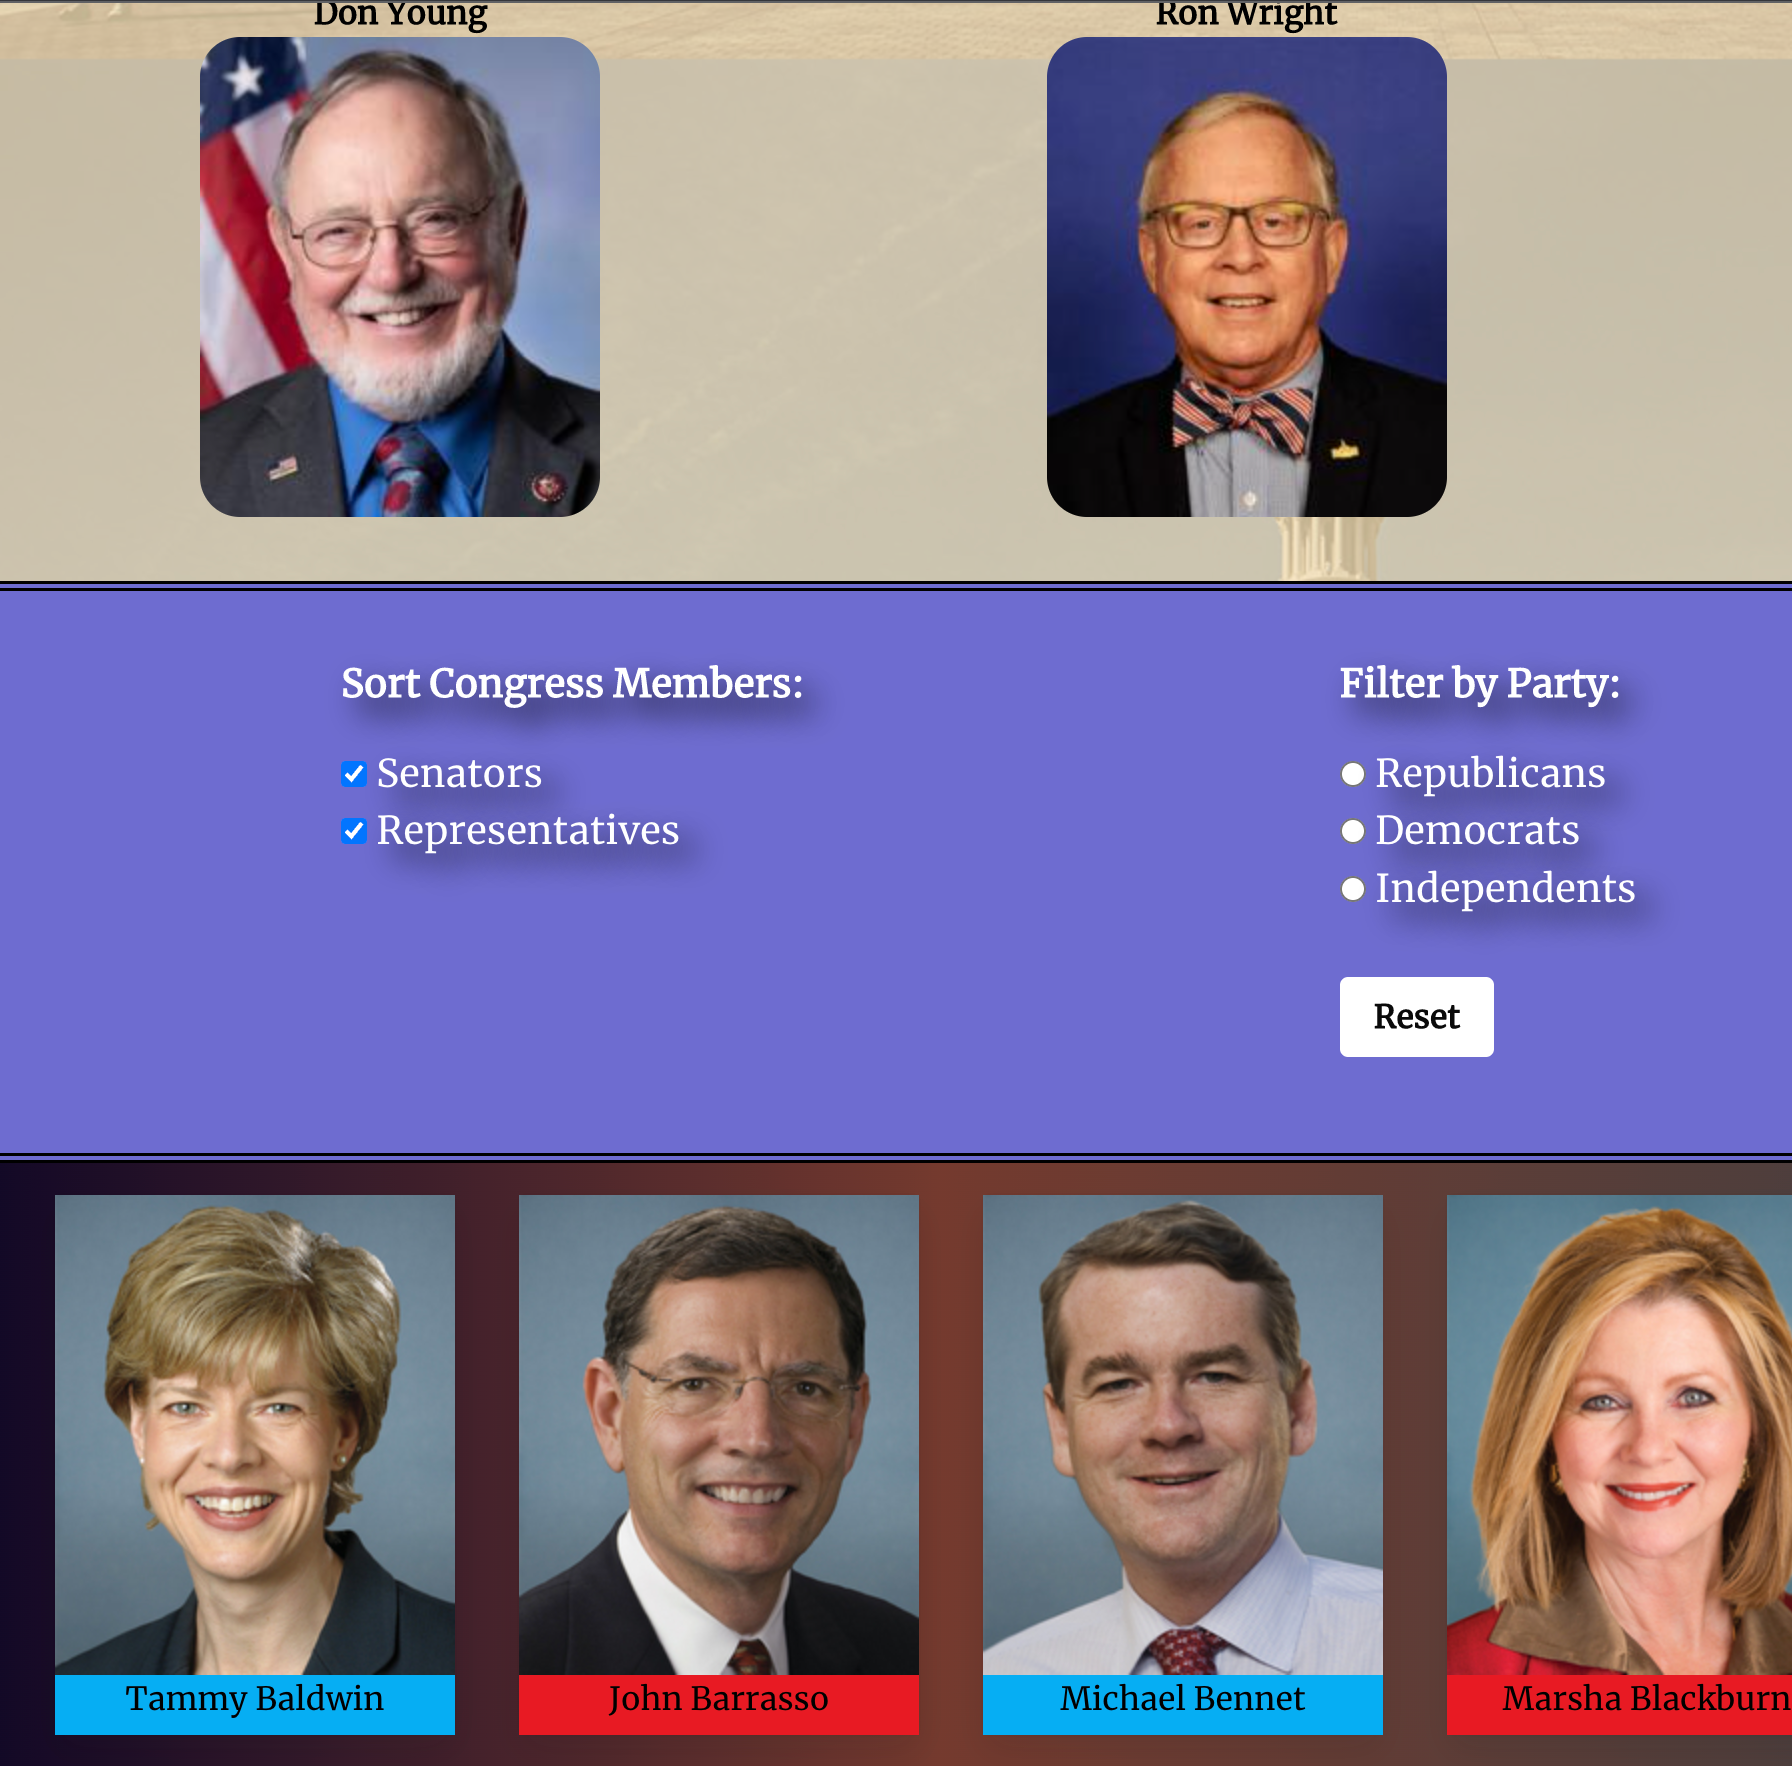 Don Young
Ron Wright
Sort Congress Members:
Senators
Representatives
Filter by Party:
Republicans
Democrats
Independents
Reset
Tammy Baldwin
John Barrasso
Michael Bennet
Marsha Blackburn